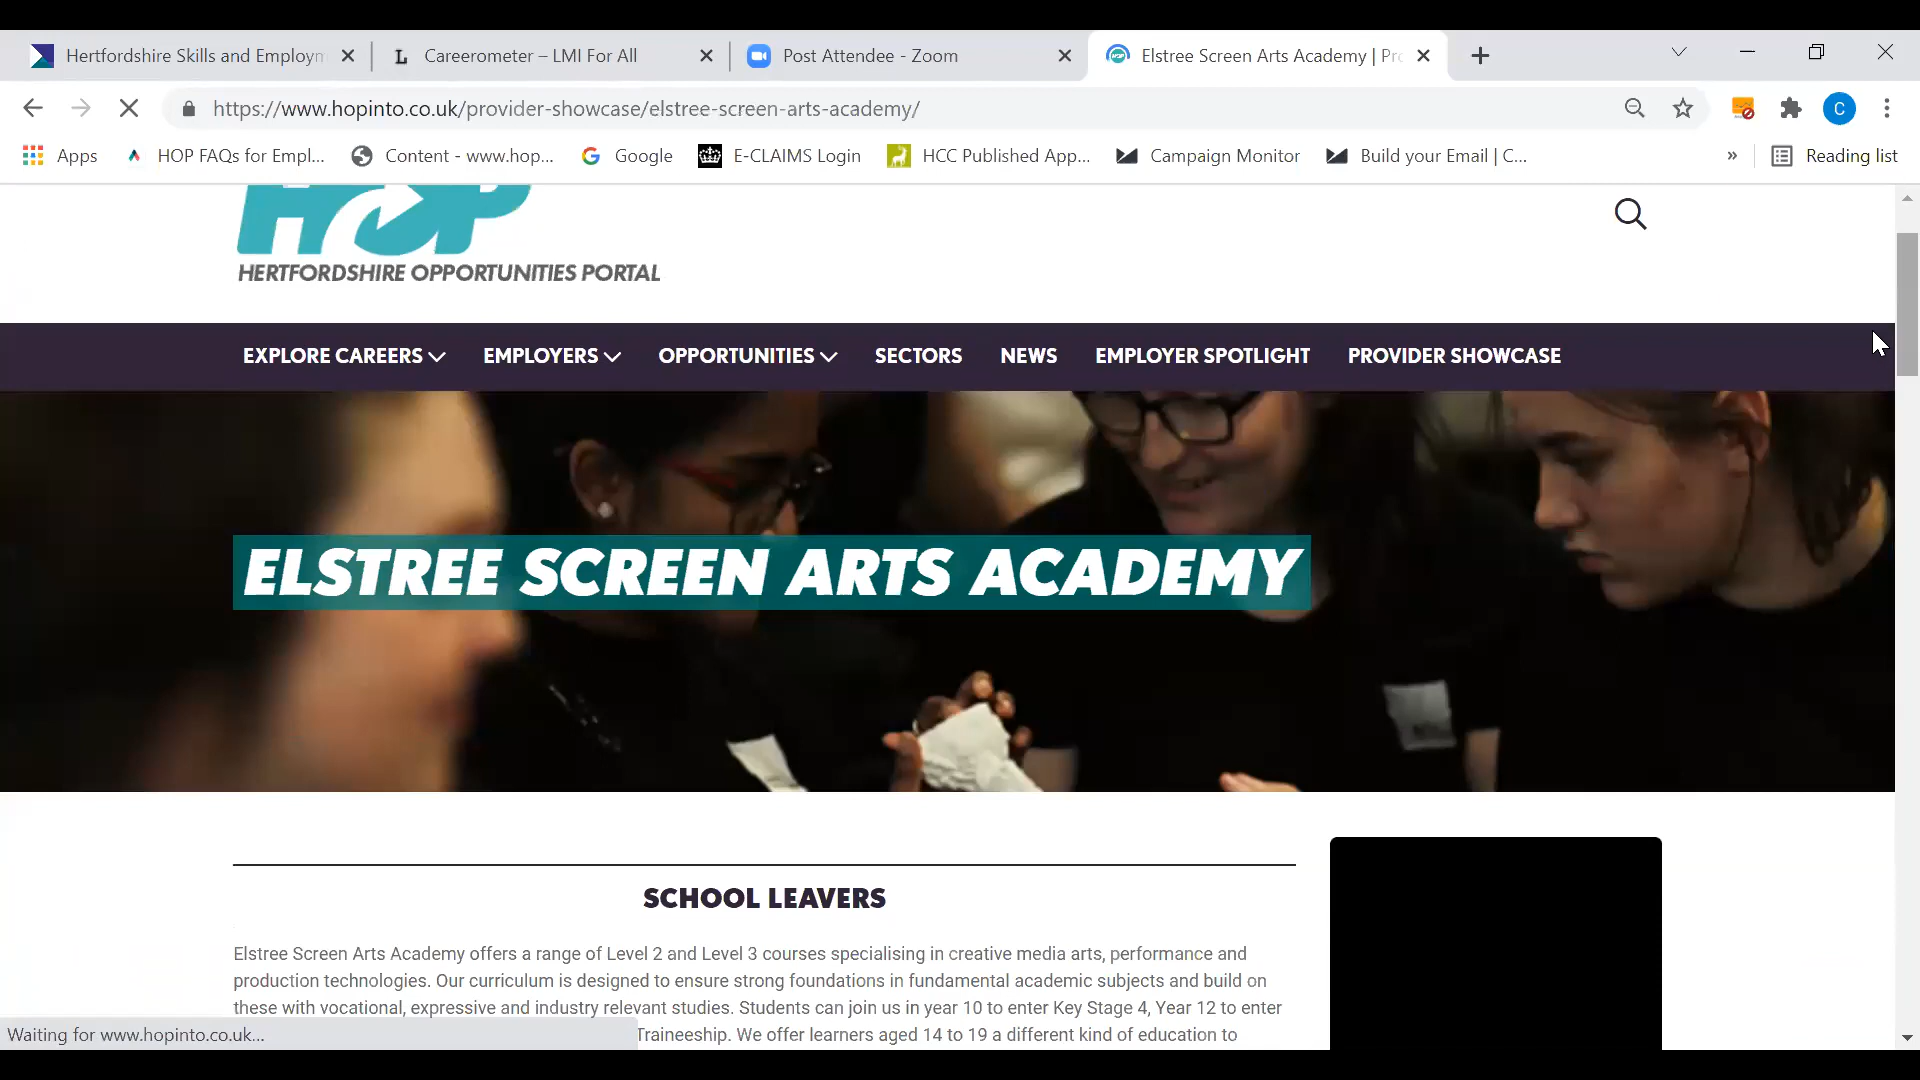 Hertfordshire Skills and Employm
Careerometer – LMI For All
Post Attendee - Zoom
Elstree Screen Arts Academy | Pro
https://www.hopinto.co.uk/provider-showcase/elstree-screen-arts-academy/
C
Apps
HOP FAQs for Empl...
Content - www.hop...
Google
E-CLAIMS Login
HCC Published App...
Campaign Monitor
Build your Email | C...
»
Reading list
HOP
HERTFORDSHIRE OPPORTUNITIES PORTAL
EXPLORE CAREERS
EMPLOYERS
OPPORTUNITIES
SECTORS
NEWS
EMPLOYER SPOTLIGHT
PROVIDER SHOWCASE
ELSTREE SCREEN ARTS ACADEMY
SCHOOL LEAVERS
Elstree Screen Arts Academy offers a range of Level 2 and Level 3 courses specialising in creative media arts, performance and
production technologies. Our curriculum is designed to ensure strong foundations in fundamental academic subjects and build on
these with vocational, expressive and industry relevant studies. Students can join us in year 10 to enter Key Stage 4, Year 12 to enter
Traineeship. We offer learners aged 14 to 19 a different kind of education to
Waiting for www.hopinto.co.uk...